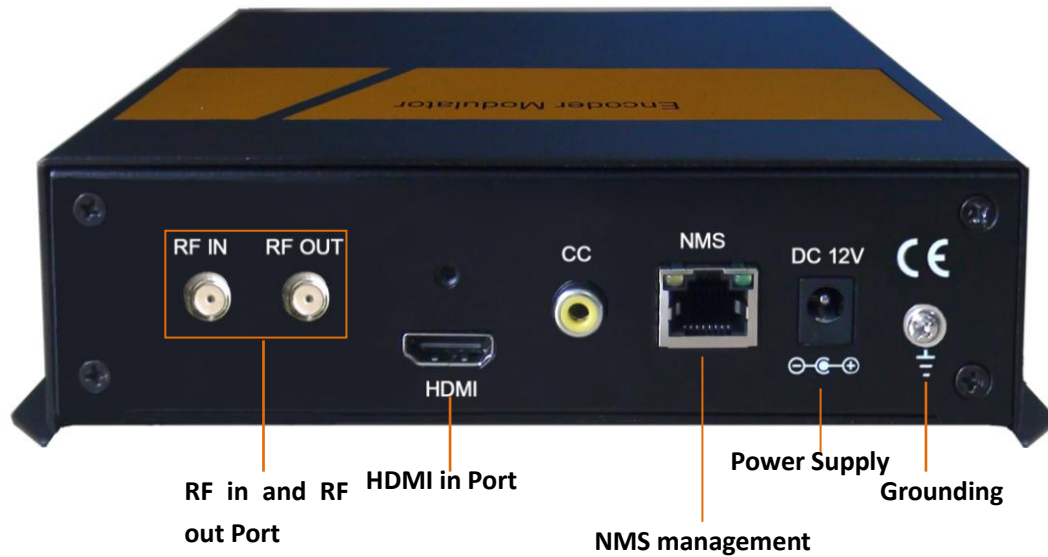 Encoder Modulator
RF IN
RF OUT
CC
NMS
DC 12V
CE
HDMI
RF in and RF
out Port
HDMI in Port
NMS management
Power Supply
Grounding